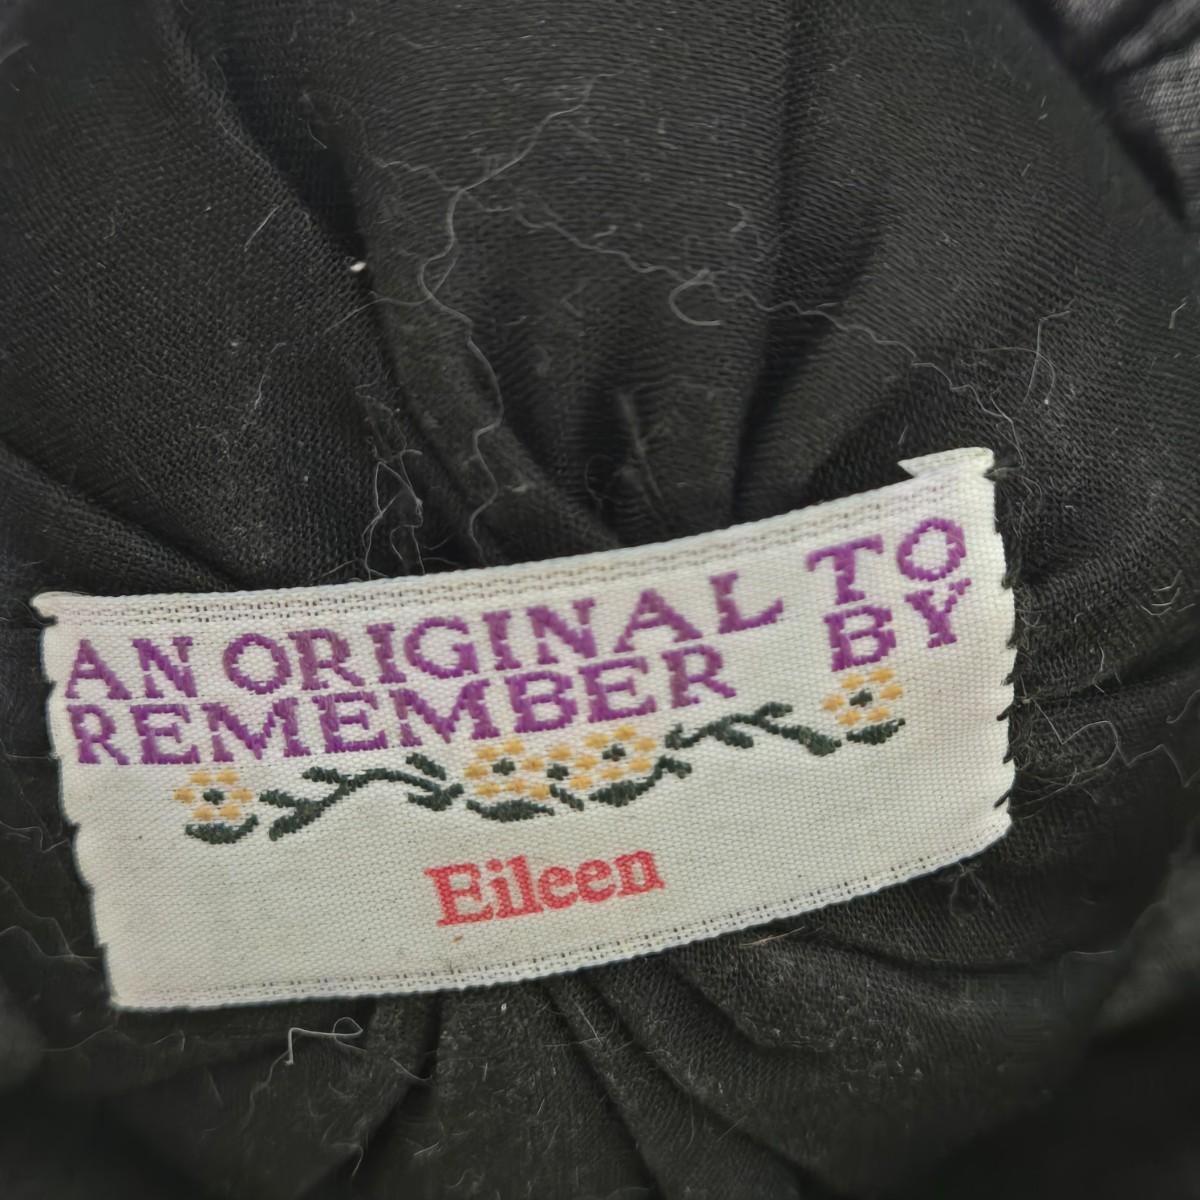 AN ORIGINAL TO
REMEMBER BY
Eileen